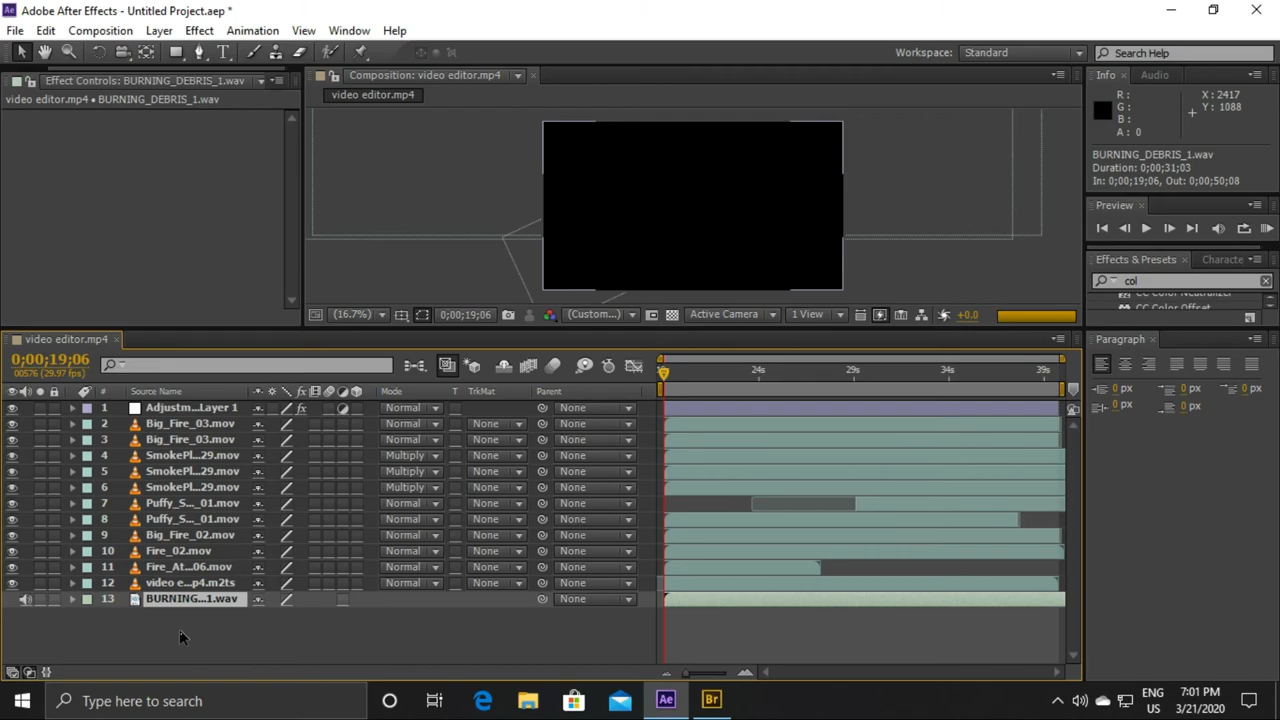 Adobe After Effects - Untitled Project.aep *
File Edit Composition Layer Effect Animation View Window Help
Workspace: Standard Search Help
Effect Controls: BURNING_DEBRIS_1.wav
video editor.mp4 • BURNING_DEBRIS_1.wav
Composition: video editor.mp4
video editor.mp4
Info Audio
R: X: 2417
G: Y: 1088
B:
A: 0
BURNING_DEBRIS_1.wav
Duration: 0;00;31;03
In: 0;00;19;06, Out: 0;00;50;08
Preview
Effects & Presets Characte
col
CC Color Neutralizer
CC Color Offset
(16.7%) 0;00;19;06 (Custom...) Active Camera 1 View +0.0
video editor.mp4
0;00;19;06
00576 (29.97 fps)
24s 29s 34s 39s
# Source Name Mode T TrkMat Parent
1 Adjustm...Layer 1 Normal None
2 Big_Fire_03.mov Normal None None
3 Big_Fire_03.mov Normal None None
4 SmokePl...29.mov Multiply None None
5 SmokePl...29.mov Multiply None None
6 SmokePl...29.mov Multiply None None
7 Puffy_S..._01.mov Normal None None
8 Puffy_S..._01.mov Normal None None
9 Big_Fire_02.mov Normal None None
10 Fire_02.mov Normal None None
11 Fire_At...06.mov Normal None None
12 video e...p4.m2ts Normal None None
13 BURNING...1.wav None
Paragraph
0 px 0 px
0 px 0 px 0 px
Type here to search
Ae Br
ENG
US
7:01 PM
3/21/2020